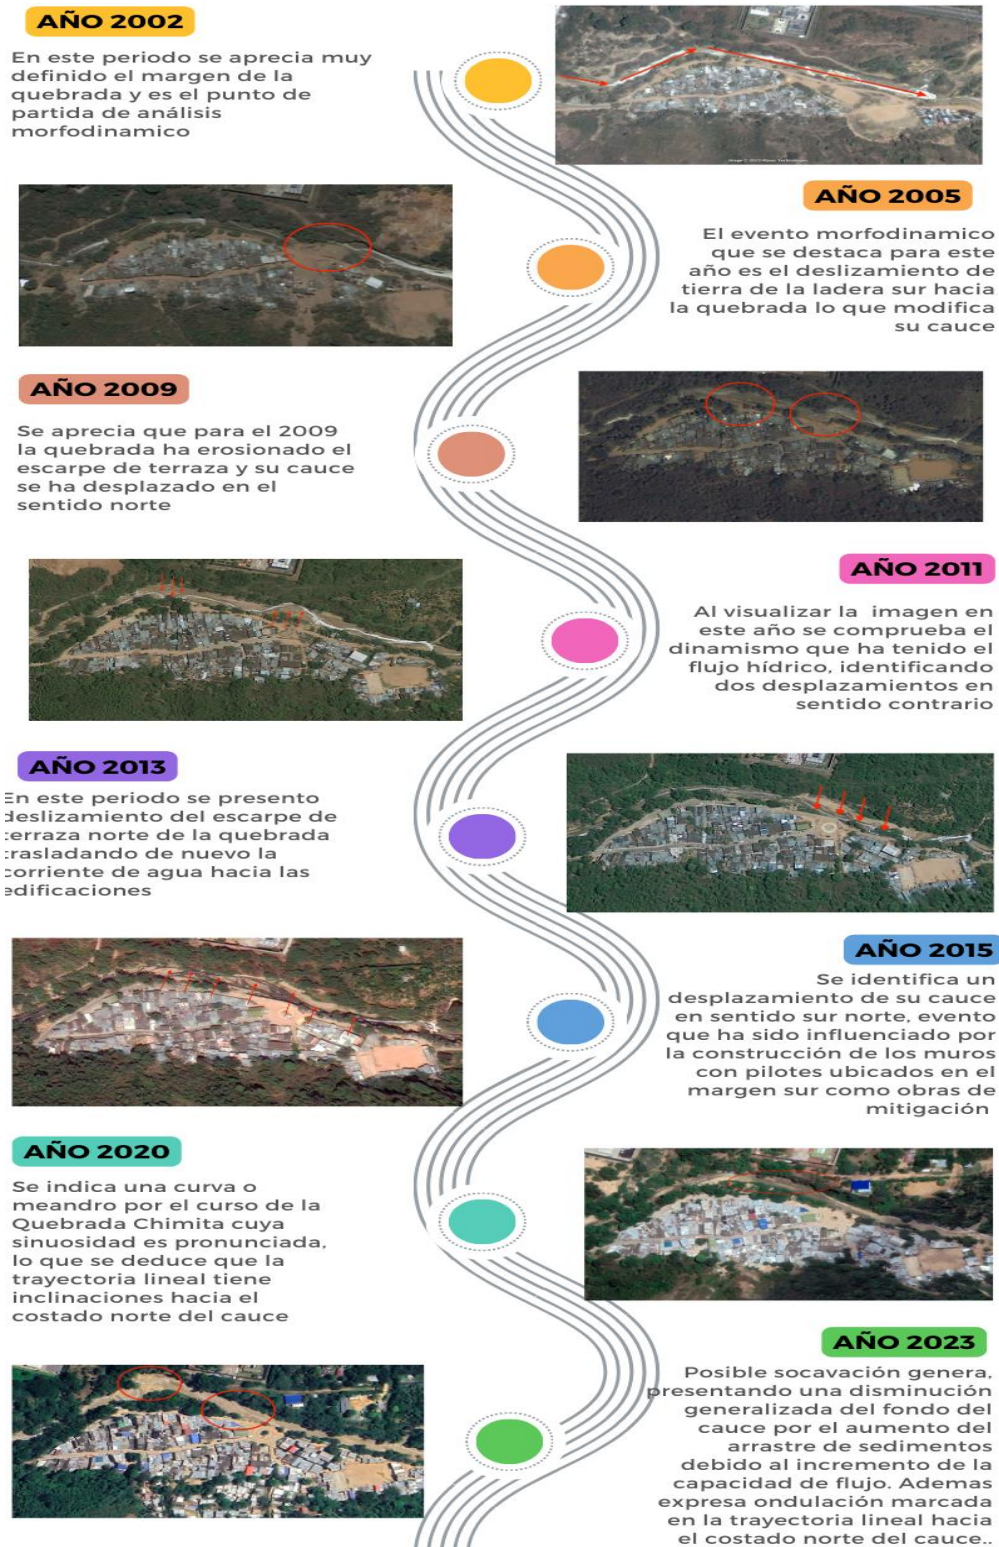 AÑO 2002
En este periodo se aprecia muy
definido el margen de la
quebrada y es el punto de
partida de análisis
morfodinamico
AÑO 2005
El evento morfodinamico
que se destaca para este
año es el deslizamiento de
tierra de la ladera sur hacia
la quebrada lo que modifica
su cauce
AÑO 2009
Se aprecia que para el 2009
la quebrada ha erosionado el
escarpe de terraza y su cauce
se ha desplazado en el
sentido norte
AÑO 2011
Al visualizar la imagen en
este año se comprueba el
dinamismo que ha tenido el
flujo hídrico, identificando
dos desplazamientos en
sentido contrario
AÑO 2013
En este periodo se presento
deslizamiento del escarpe de
terraza norte de la quebrada
trasladando de nuevo la
corriente de agua hacia las
edificaciones
AÑO 2015
Se identifica un
desplazamiento de su cauce
en sentido sur norte, evento
que ha sido influenciado por
la construcción de los muros
con pilotes ubicados en el
margen sur como obras de
mitigación
AÑO 2020
Se indica una curva o
meandro por el curso de la
Quebrada Chimita cuya
sinuosidad es pronunciada,
lo que se deduce que la
trayectoria lineal tiene
inclinaciones hacia el
costado norte del cauce
AÑO 2023
Posible socavación genera,
presentando una disminución
generalizada del fondo del
cauce por el aumento del
arrastre de sedimentos
debido al incremento de la
capacidad de flujo. Ademas
expresa ondulación marcada
en la trayectoria lineal hacia
el costado norte del cauce..